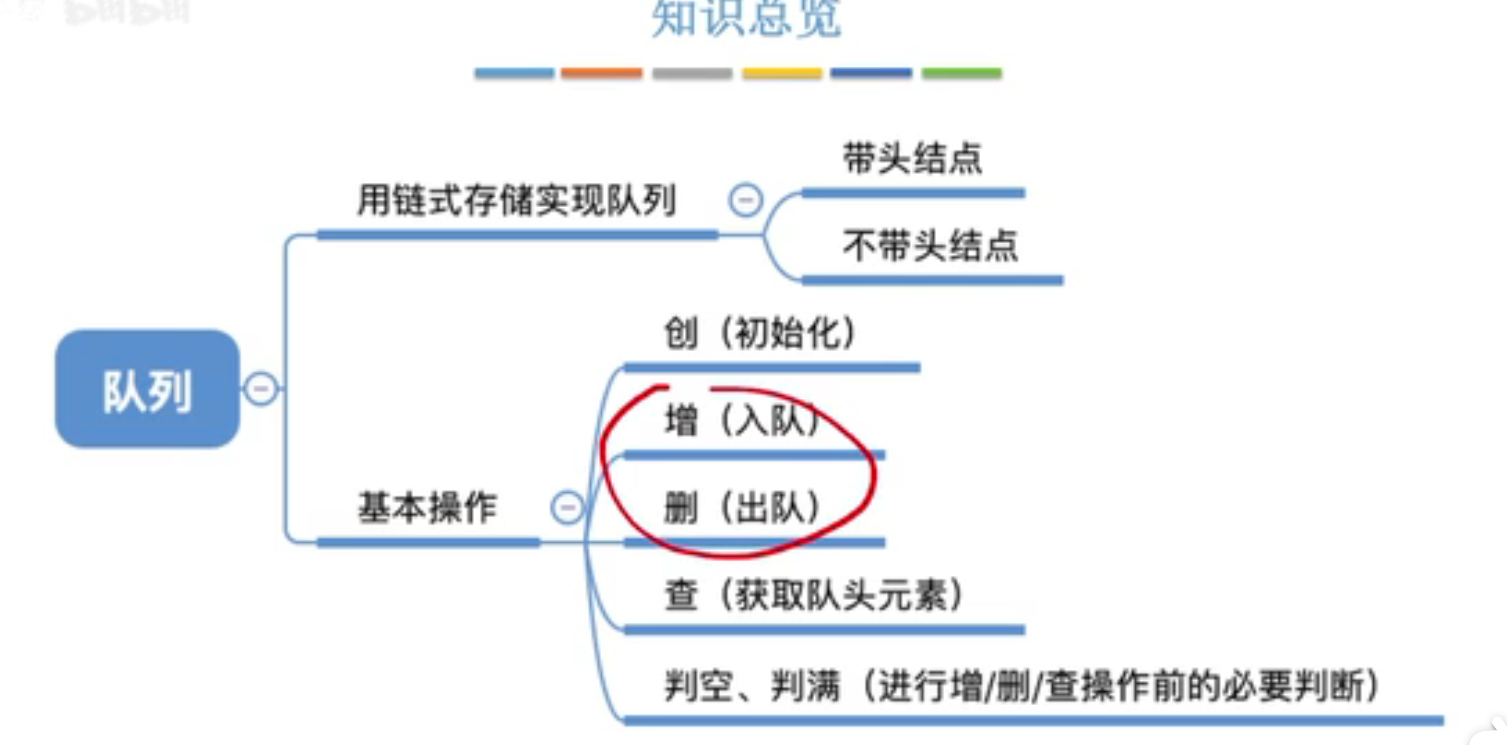 知识总览
带头结点
用链式存储实现队列
不带头结点
创（初始化）
队列
增（入队）
基本操作
删（出队）
查（获取队头元素）
判空、判满（进行增/删/查操作前的必要判断）